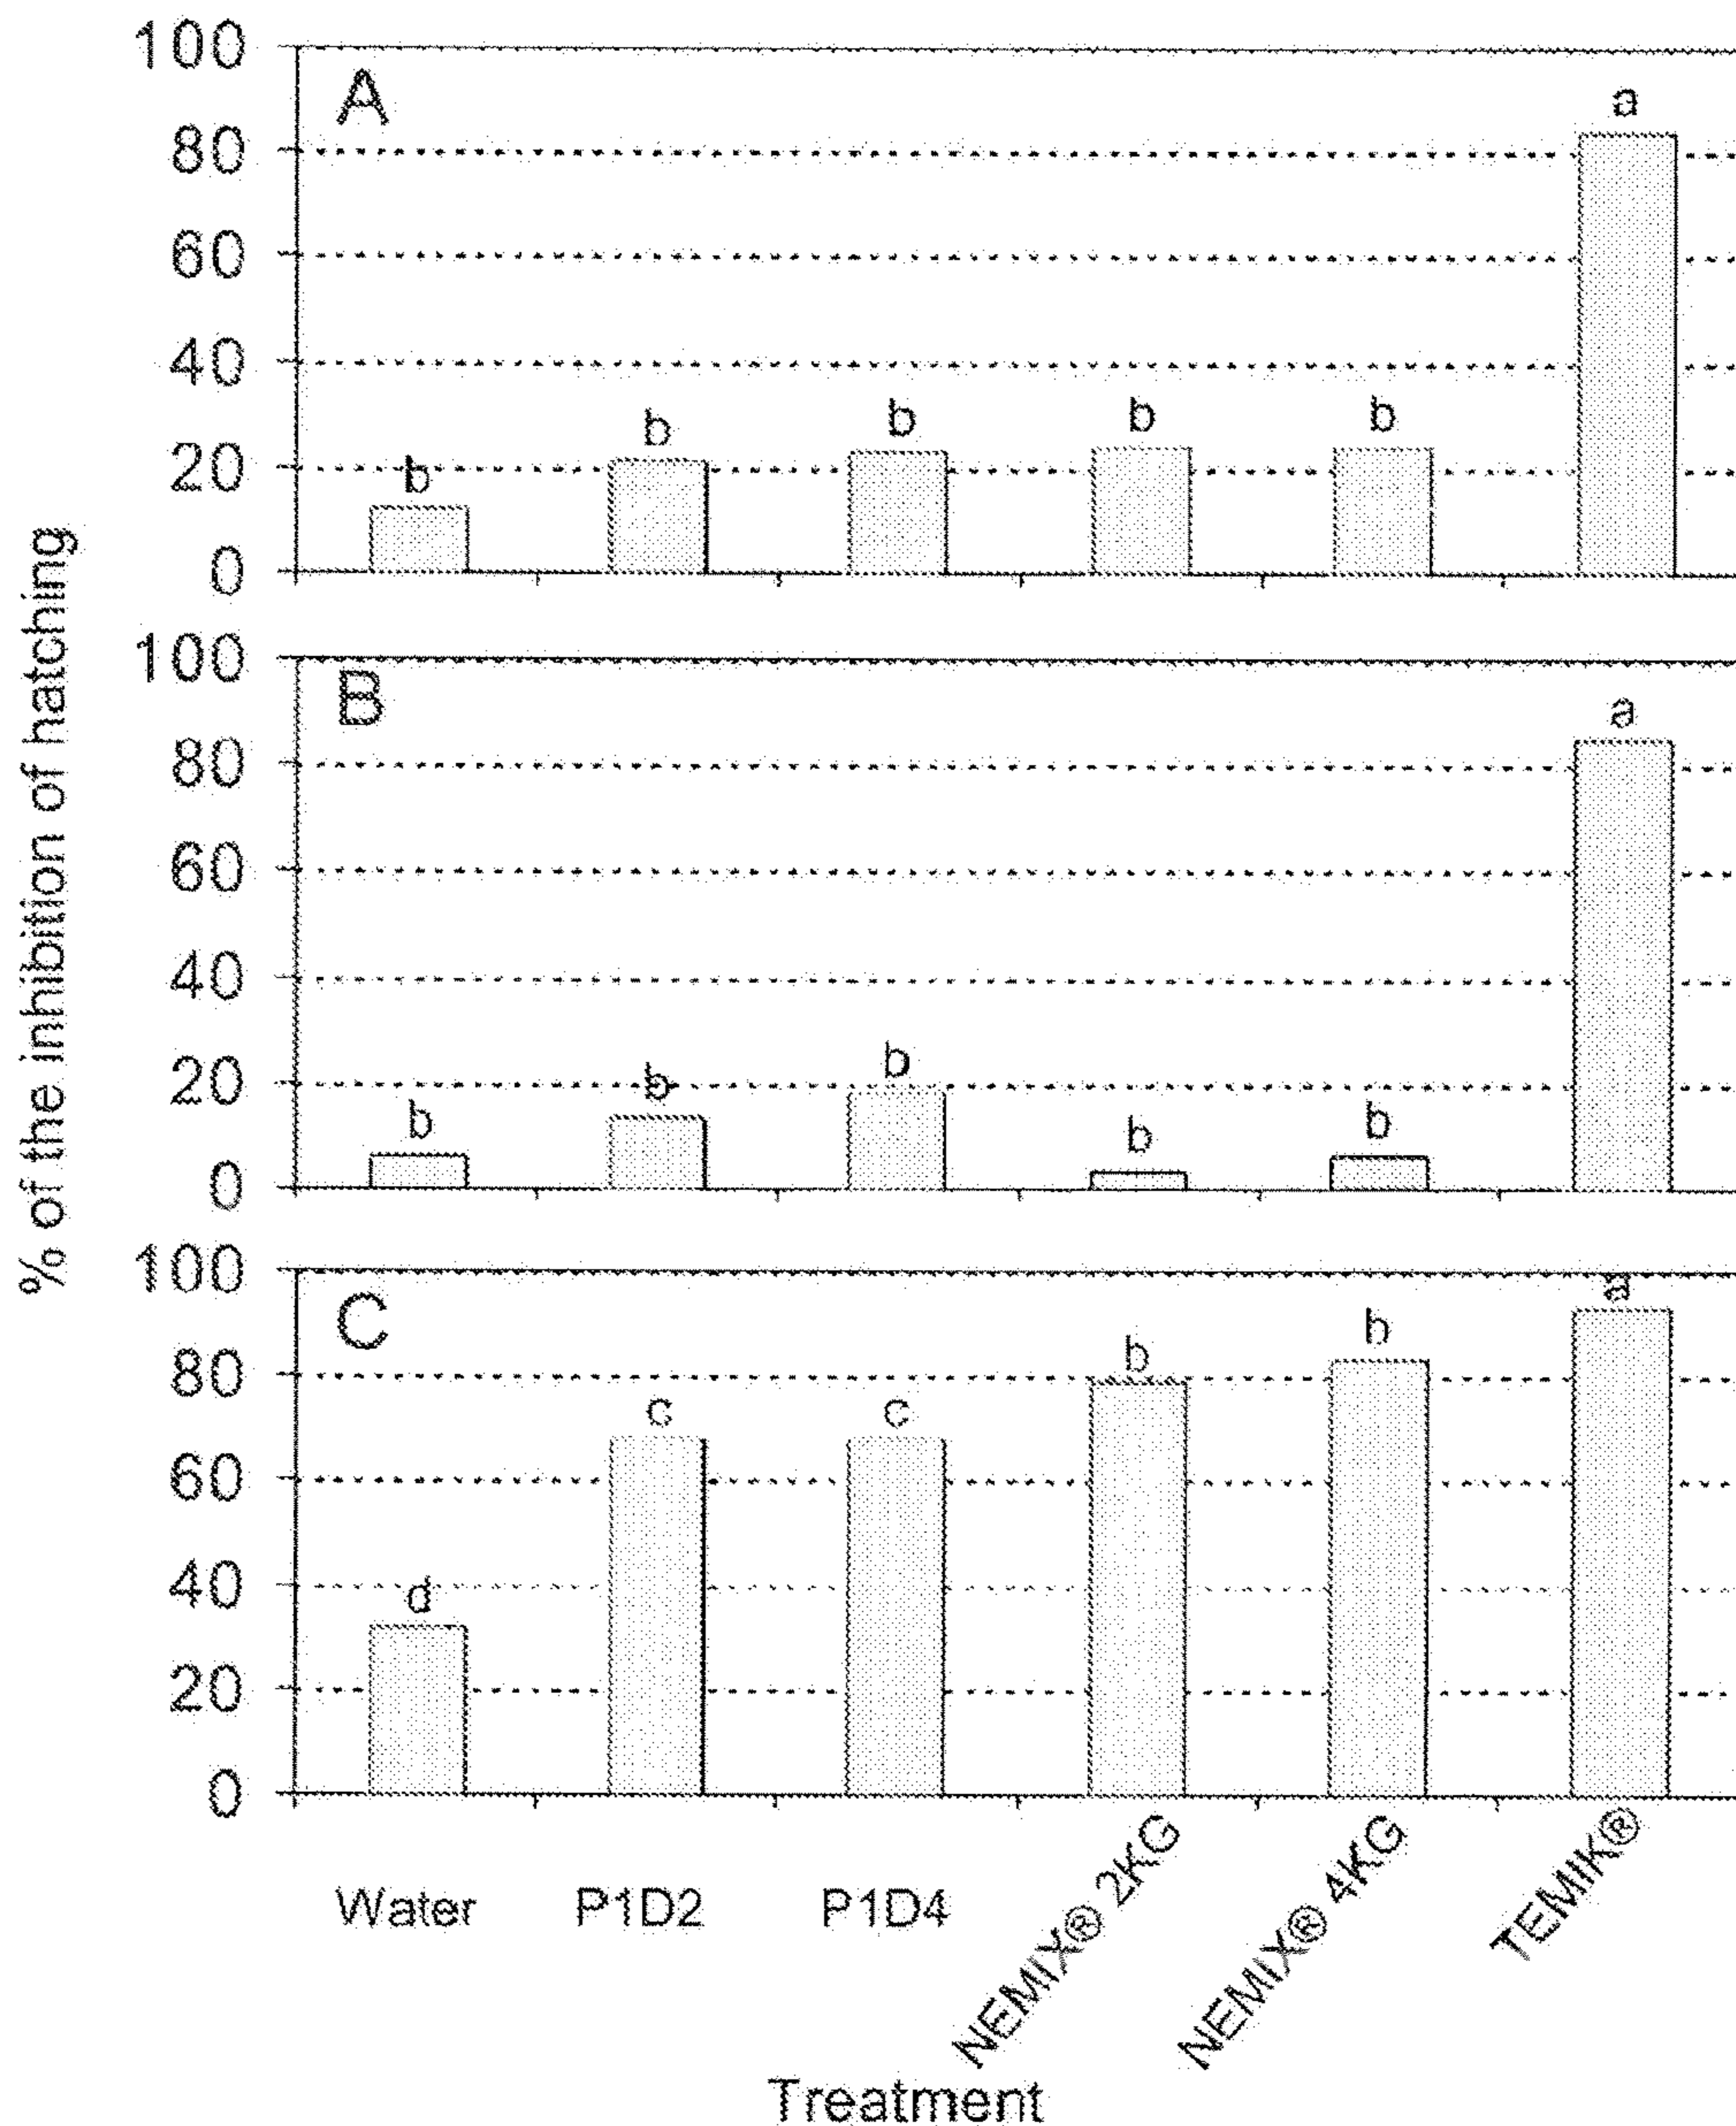 % of the inhibition of hatching
100
A
a
80
60
40
b b b b
20
b
0
100
B
a
80
60
40
b
20
b
b b b
0
100
C
a
b
b
80
c c
60
40
d
20
0
Water P1D2 P1D4 NEMIX® 2KG NEMIX® 4KG TEMIK®
Treatment